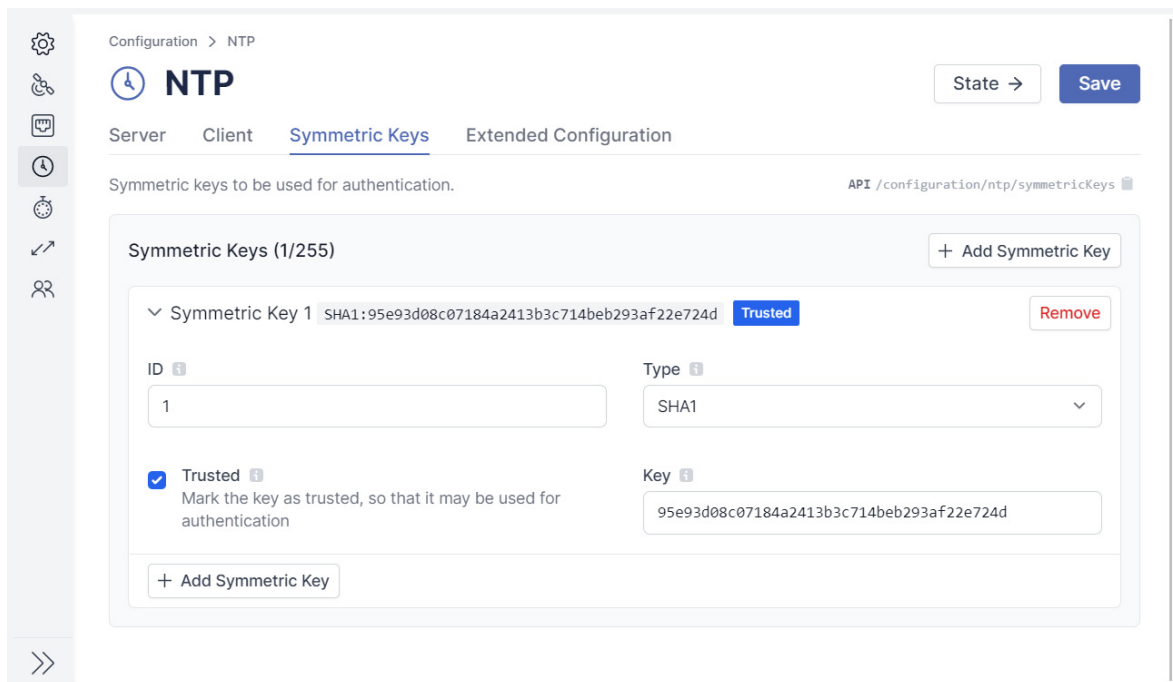 Configuration > NTP
NTP
State →
Save
Server Client Symmetric Keys Extended Configuration
Symmetric keys to be used for authentication.
API /configuration/ntp/symmetricKeys
Symmetric Keys (1/255)
+ Add Symmetric Key
Symmetric Key 1 SHA1:95e93d08c07184a2413b3c714beb293af22e724d Trusted
Remove
ID
Type
1
SHA1
Trusted
Mark the key as trusted, so that it may be used for
authentication
Key
95e93d08c07184a2413b3c714beb293af22e724d
+ Add Symmetric Key